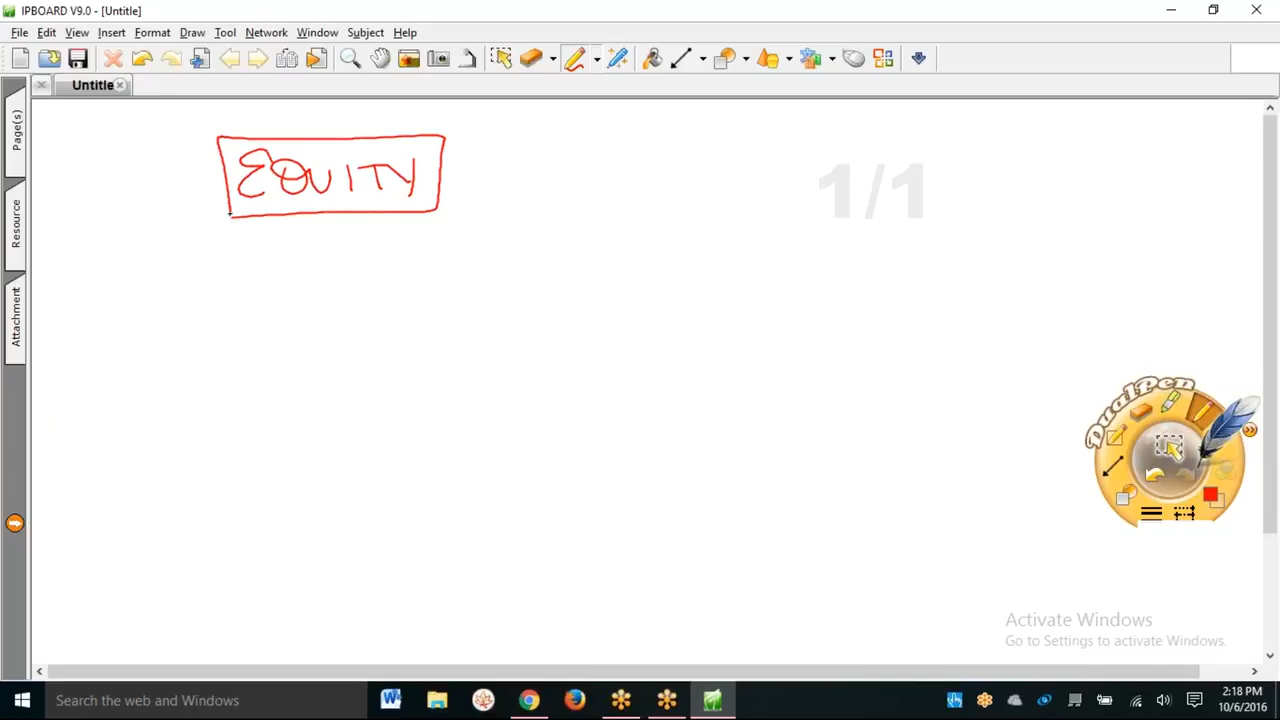 IPBOARD V9.0 - [Untitle]
File Edit View Insert Format Draw Tool Network Window Subject Help
Untitle
Page(s)
Resource
Attachment
EQUITY
1/1
DualPen
Activate Windows
Go to Settings to activate Windows.
Search the web and Windows
2:18 PM
10/6/2016